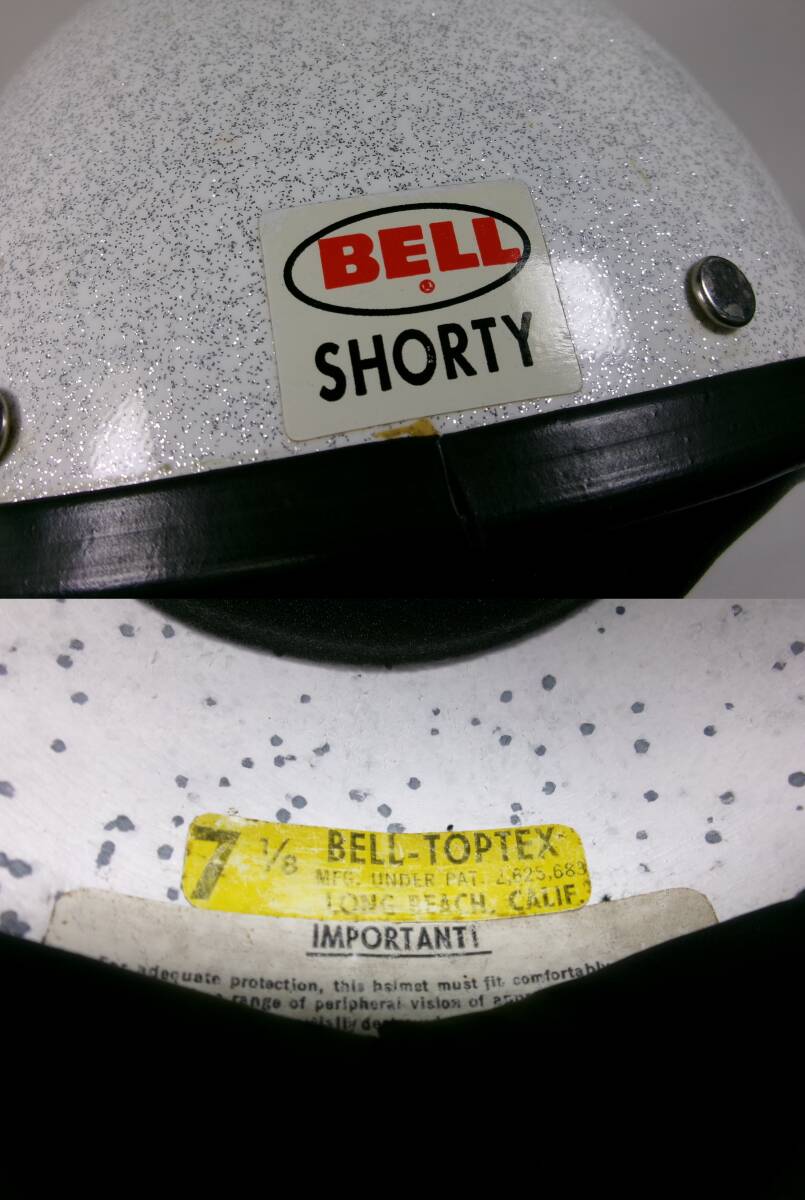 BELL
SHORTY
7 1/8 BELL-TOPTEX
MFG. UNDER PAT. 2,625,683
LONG BEACH, CALIF.
IMPORTANT!
For adequate protection, this helmet must fit comfortably
range of peripheral vision of